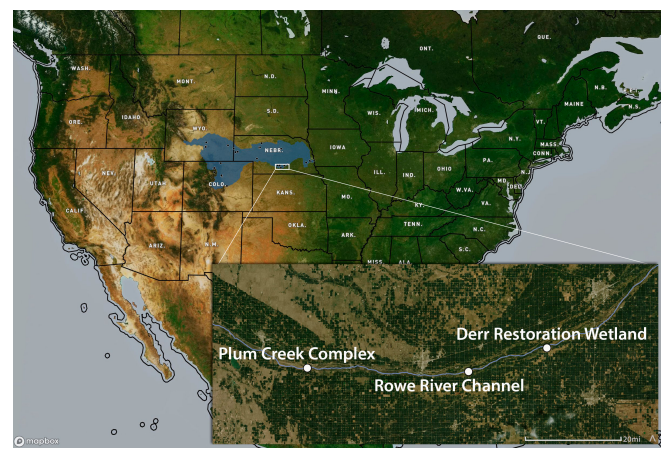 QUE.
ONT.
WASH.
N.B.
MONT.
N.D.
MAINE
MINN.
N.S.
ORE.
IDAHO
S.D.
WIS.
MICH.
VT.
WYO.
N.Y.
MASS.
CONN.
NEBR.
IOWA
PA.
N.J.
NEV.
UTAH
COLO.
ILL.
IND.
OHIO
MD.
DEL.
KANS.
MO.
W.VA.
VA.
CALIF.
KY.
ARIZ.
N.M.
OKLA.
ARK.
TENN.
N.C.
S.C.
MISS.
ALA.
Derr Restoration Wetland
Plum Creek Complex
Rowe River Channel
20mi
mapbox